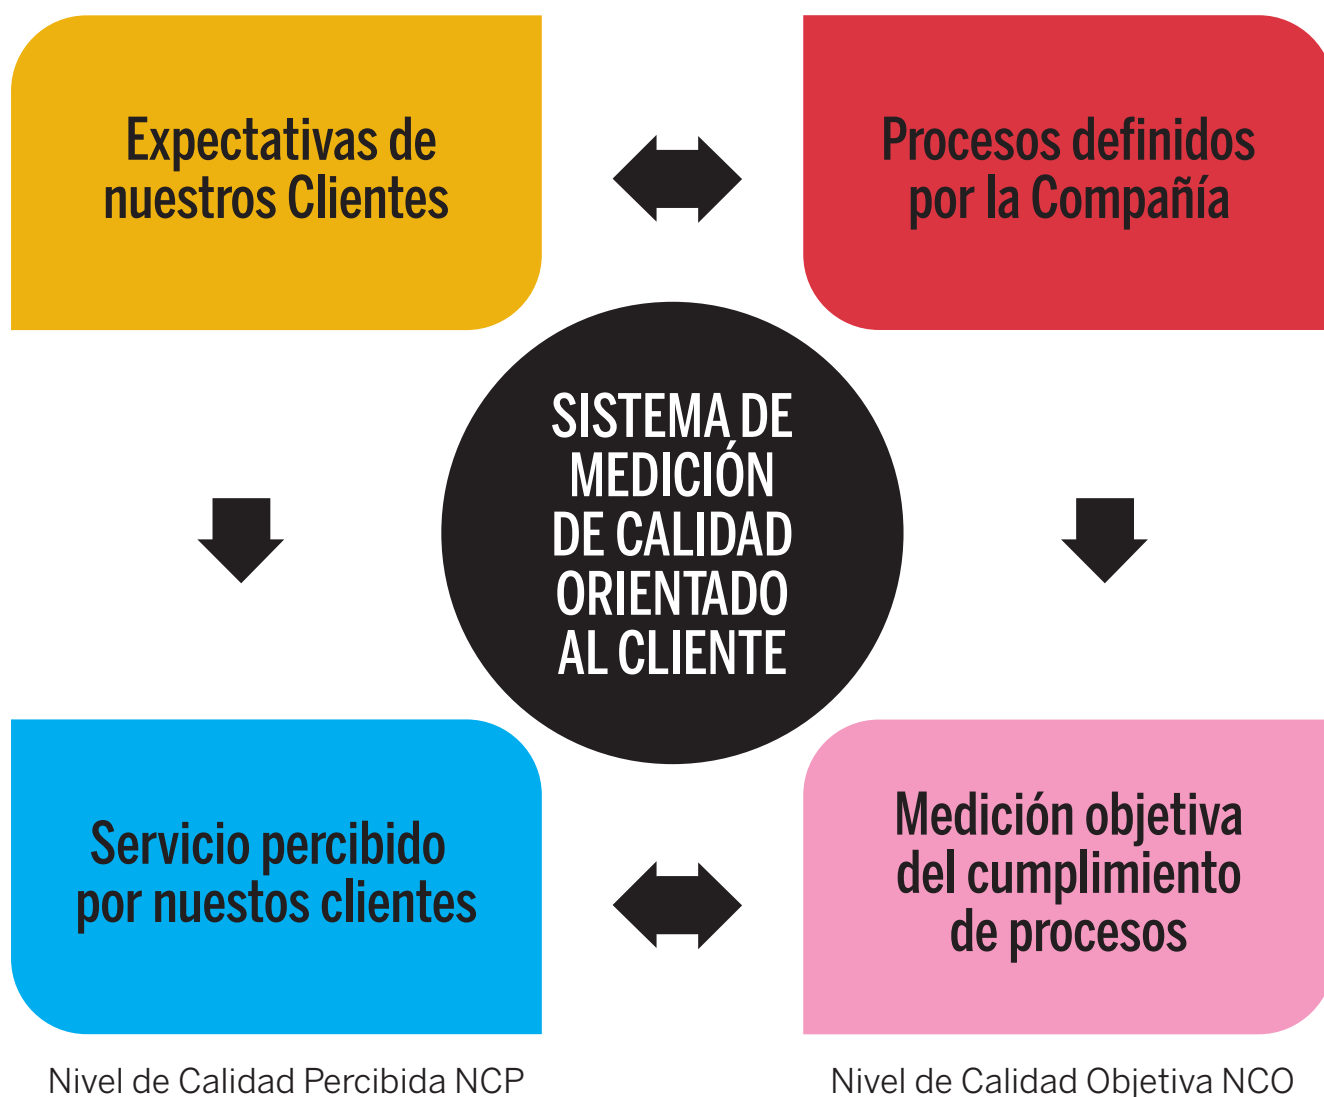 Expectativas de
nuestros Clientes
Procesos definidos
por la Compañía
SISTEMA DE
MEDICIÓN
DE CALIDAD
ORIENTADO
AL CLIENTE
Servicio percibido
por nuestos clientes
Medición objetiva
del cumplimiento
de procesos
Nivel de Calidad Percibida NCP
Nivel de Calidad Objetiva NCO